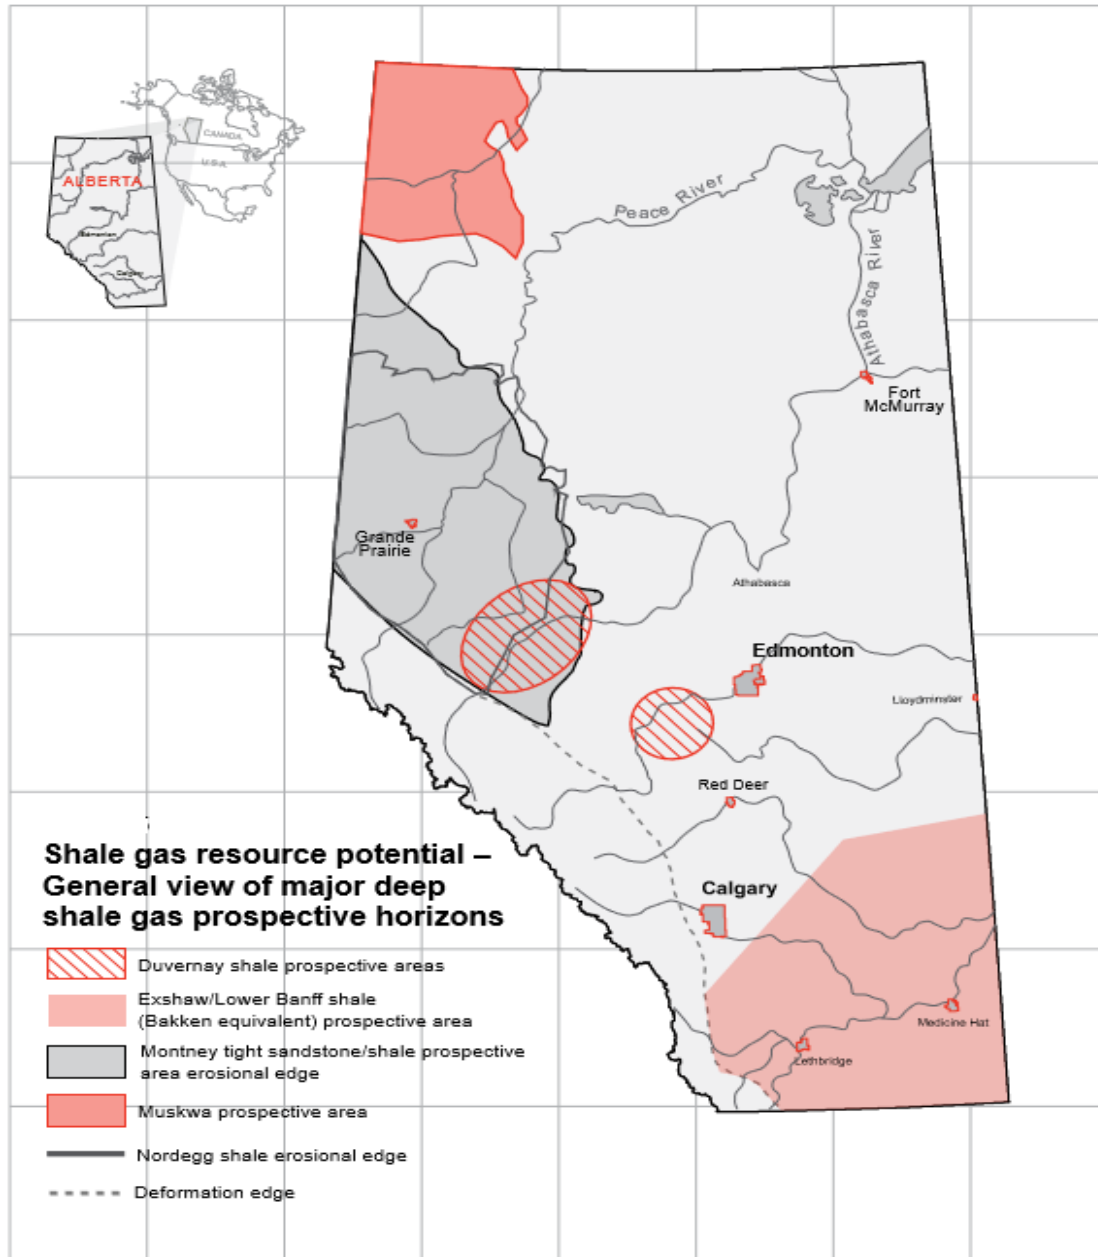 CANADA
U.S.A
ALBERTA
Edmonton
Calgary
Peace River
Athabasca River
Fort
McMurray
Grande
Prairie
Athabasca
Edmonton
Lloydminster
Red Deer
Calgary
Medicine Hat
Lethbridge
Shale gas resource potential –
General view of major deep
shale gas prospective horizons
Duvernay shale prospective areas
Exshaw/Lower Banff shale
(Bakken equivalent) prospective area
Montney tight sandstone/shale prospective
area erosional edge
Muskwa prospective area
Nordegg shale erosional edge
Deformation edge